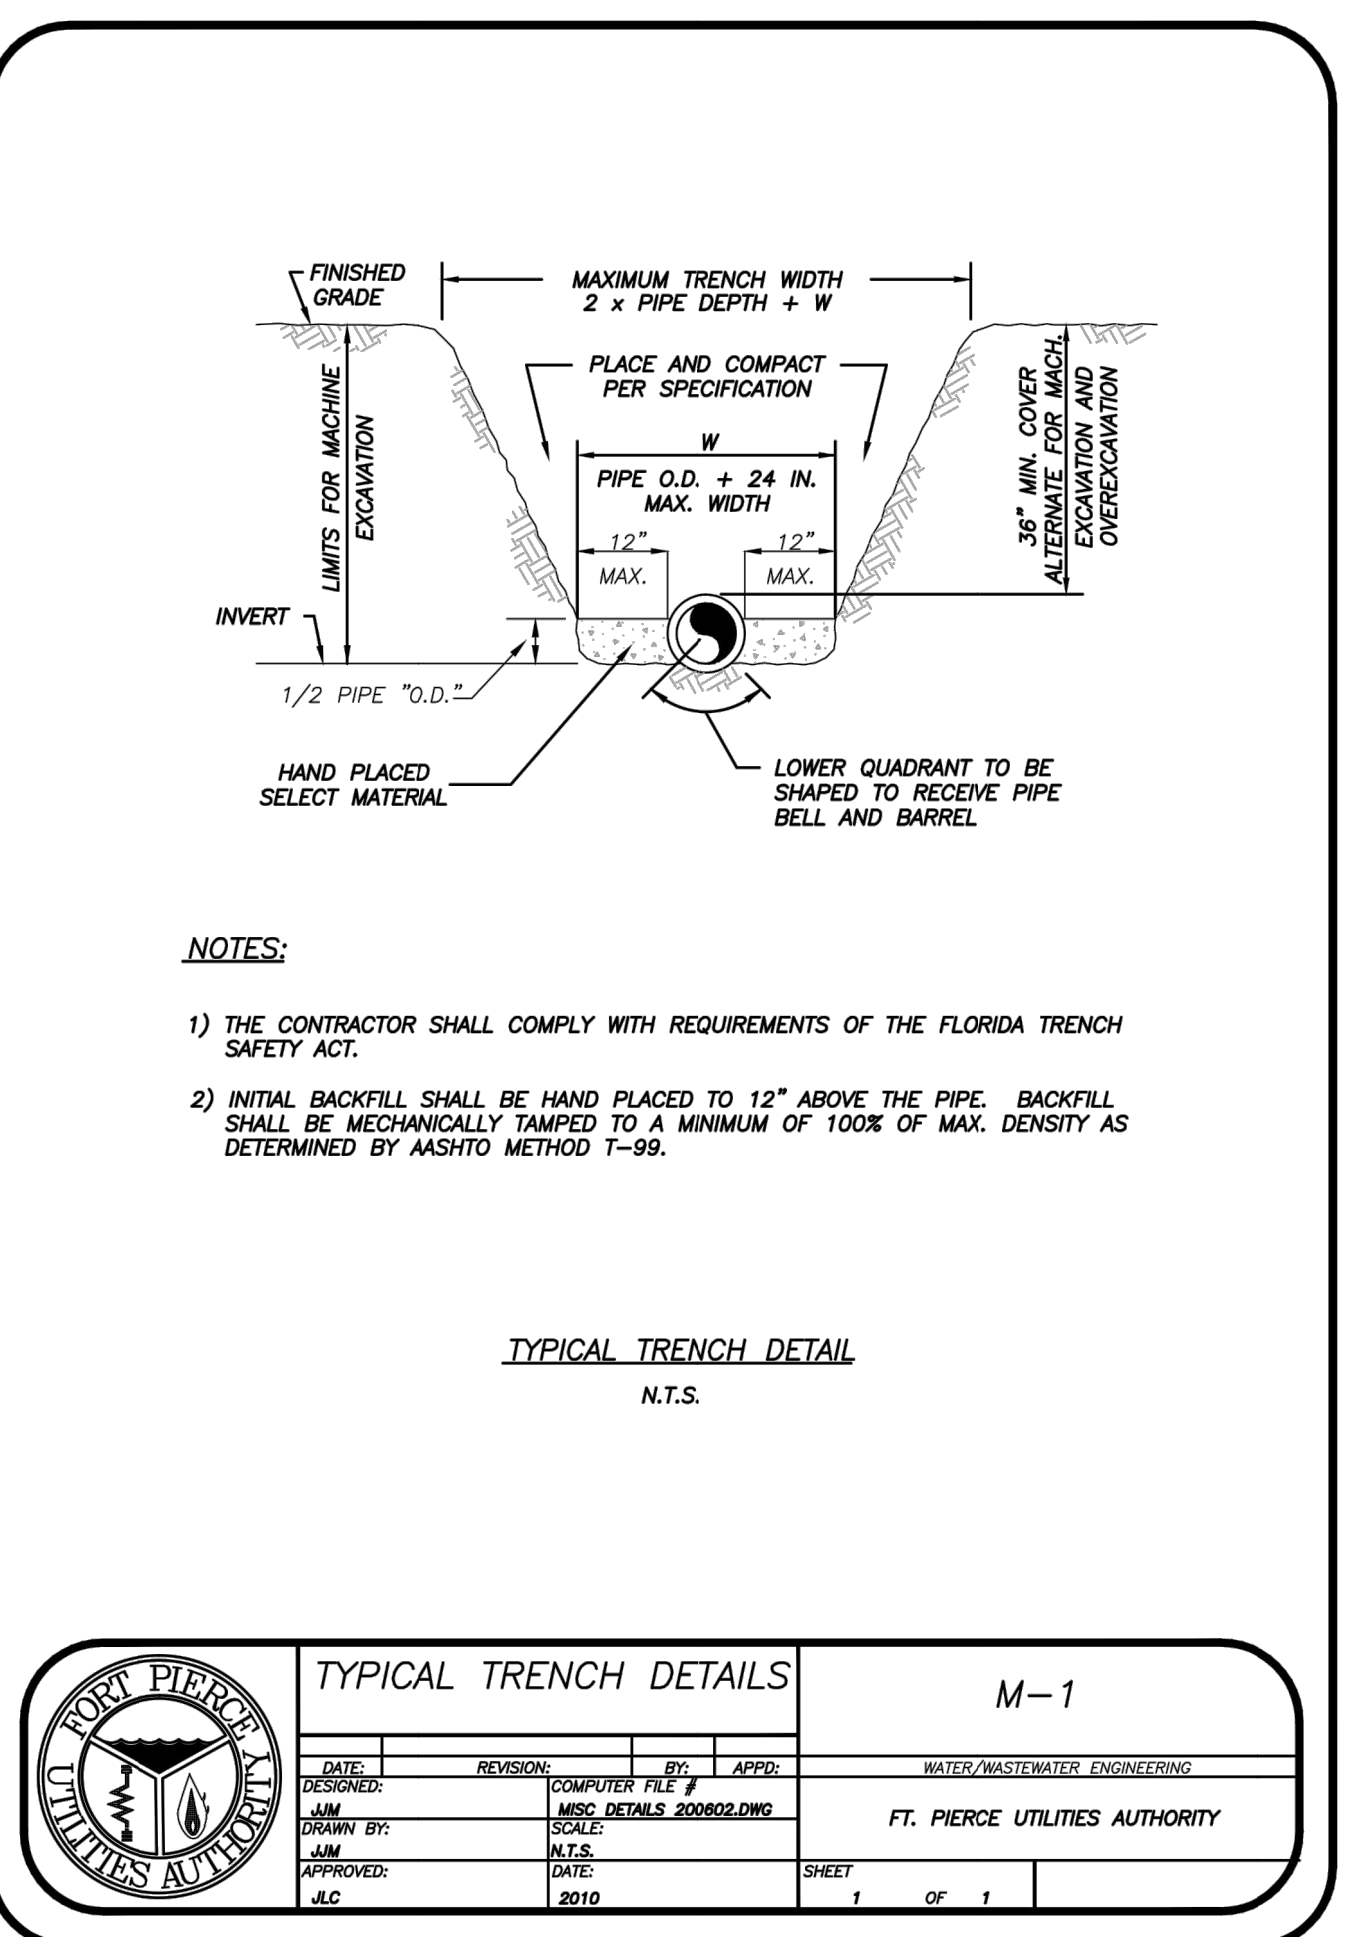 FINISHED
GRADE
MAXIMUM TRENCH WIDTH
2 x PIPE DEPTH + W
PLACE AND COMPACT
PER SPECIFICATION
LIMITS FOR MACHINE
EXCAVATION
36" MIN. COVER
ALTERNATE FOR MACH.
EXCAVATION AND
OVEREXCAVATION
W
PIPE O.D. + 24 IN.
MAX. WIDTH
12"
MAX.
12"
MAX.
INVERT
1/2 PIPE "O.D."
HAND PLACED
SELECT MATERIAL
LOWER QUADRANT TO BE
SHAPED TO RECEIVE PIPE
BELL AND BARREL
NOTES:
1) THE CONTRACTOR SHALL COMPLY WITH REQUIREMENTS OF THE FLORIDA TRENCH
SAFETY ACT.
2) INITIAL BACKFILL SHALL BE HAND PLACED TO 12" ABOVE THE PIPE. BACKFILL
SHALL BE MECHANICALLY TAMPED TO A MINIMUM OF 100% OF MAX. DENSITY AS
DETERMINED BY AASHTO METHOD T-99.
TYPICAL TRENCH DETAIL
N.T.S.
FORT PIERCE
UTILITIES AUTHORITY
TYPICAL TRENCH DETAILS
M-1
DATE: REVISION: BY: APPD:
WATER/WASTEWATER ENGINEERING
DESIGNED: COMPUTER FILE #
JJM MISC DETAILS 200602.DWG
FT. PIERCE UTILITIES AUTHORITY
DRAWN BY: SCALE:
JJM N.T.S.
APPROVED: DATE: SHEET
JLC 2010 1 OF 1